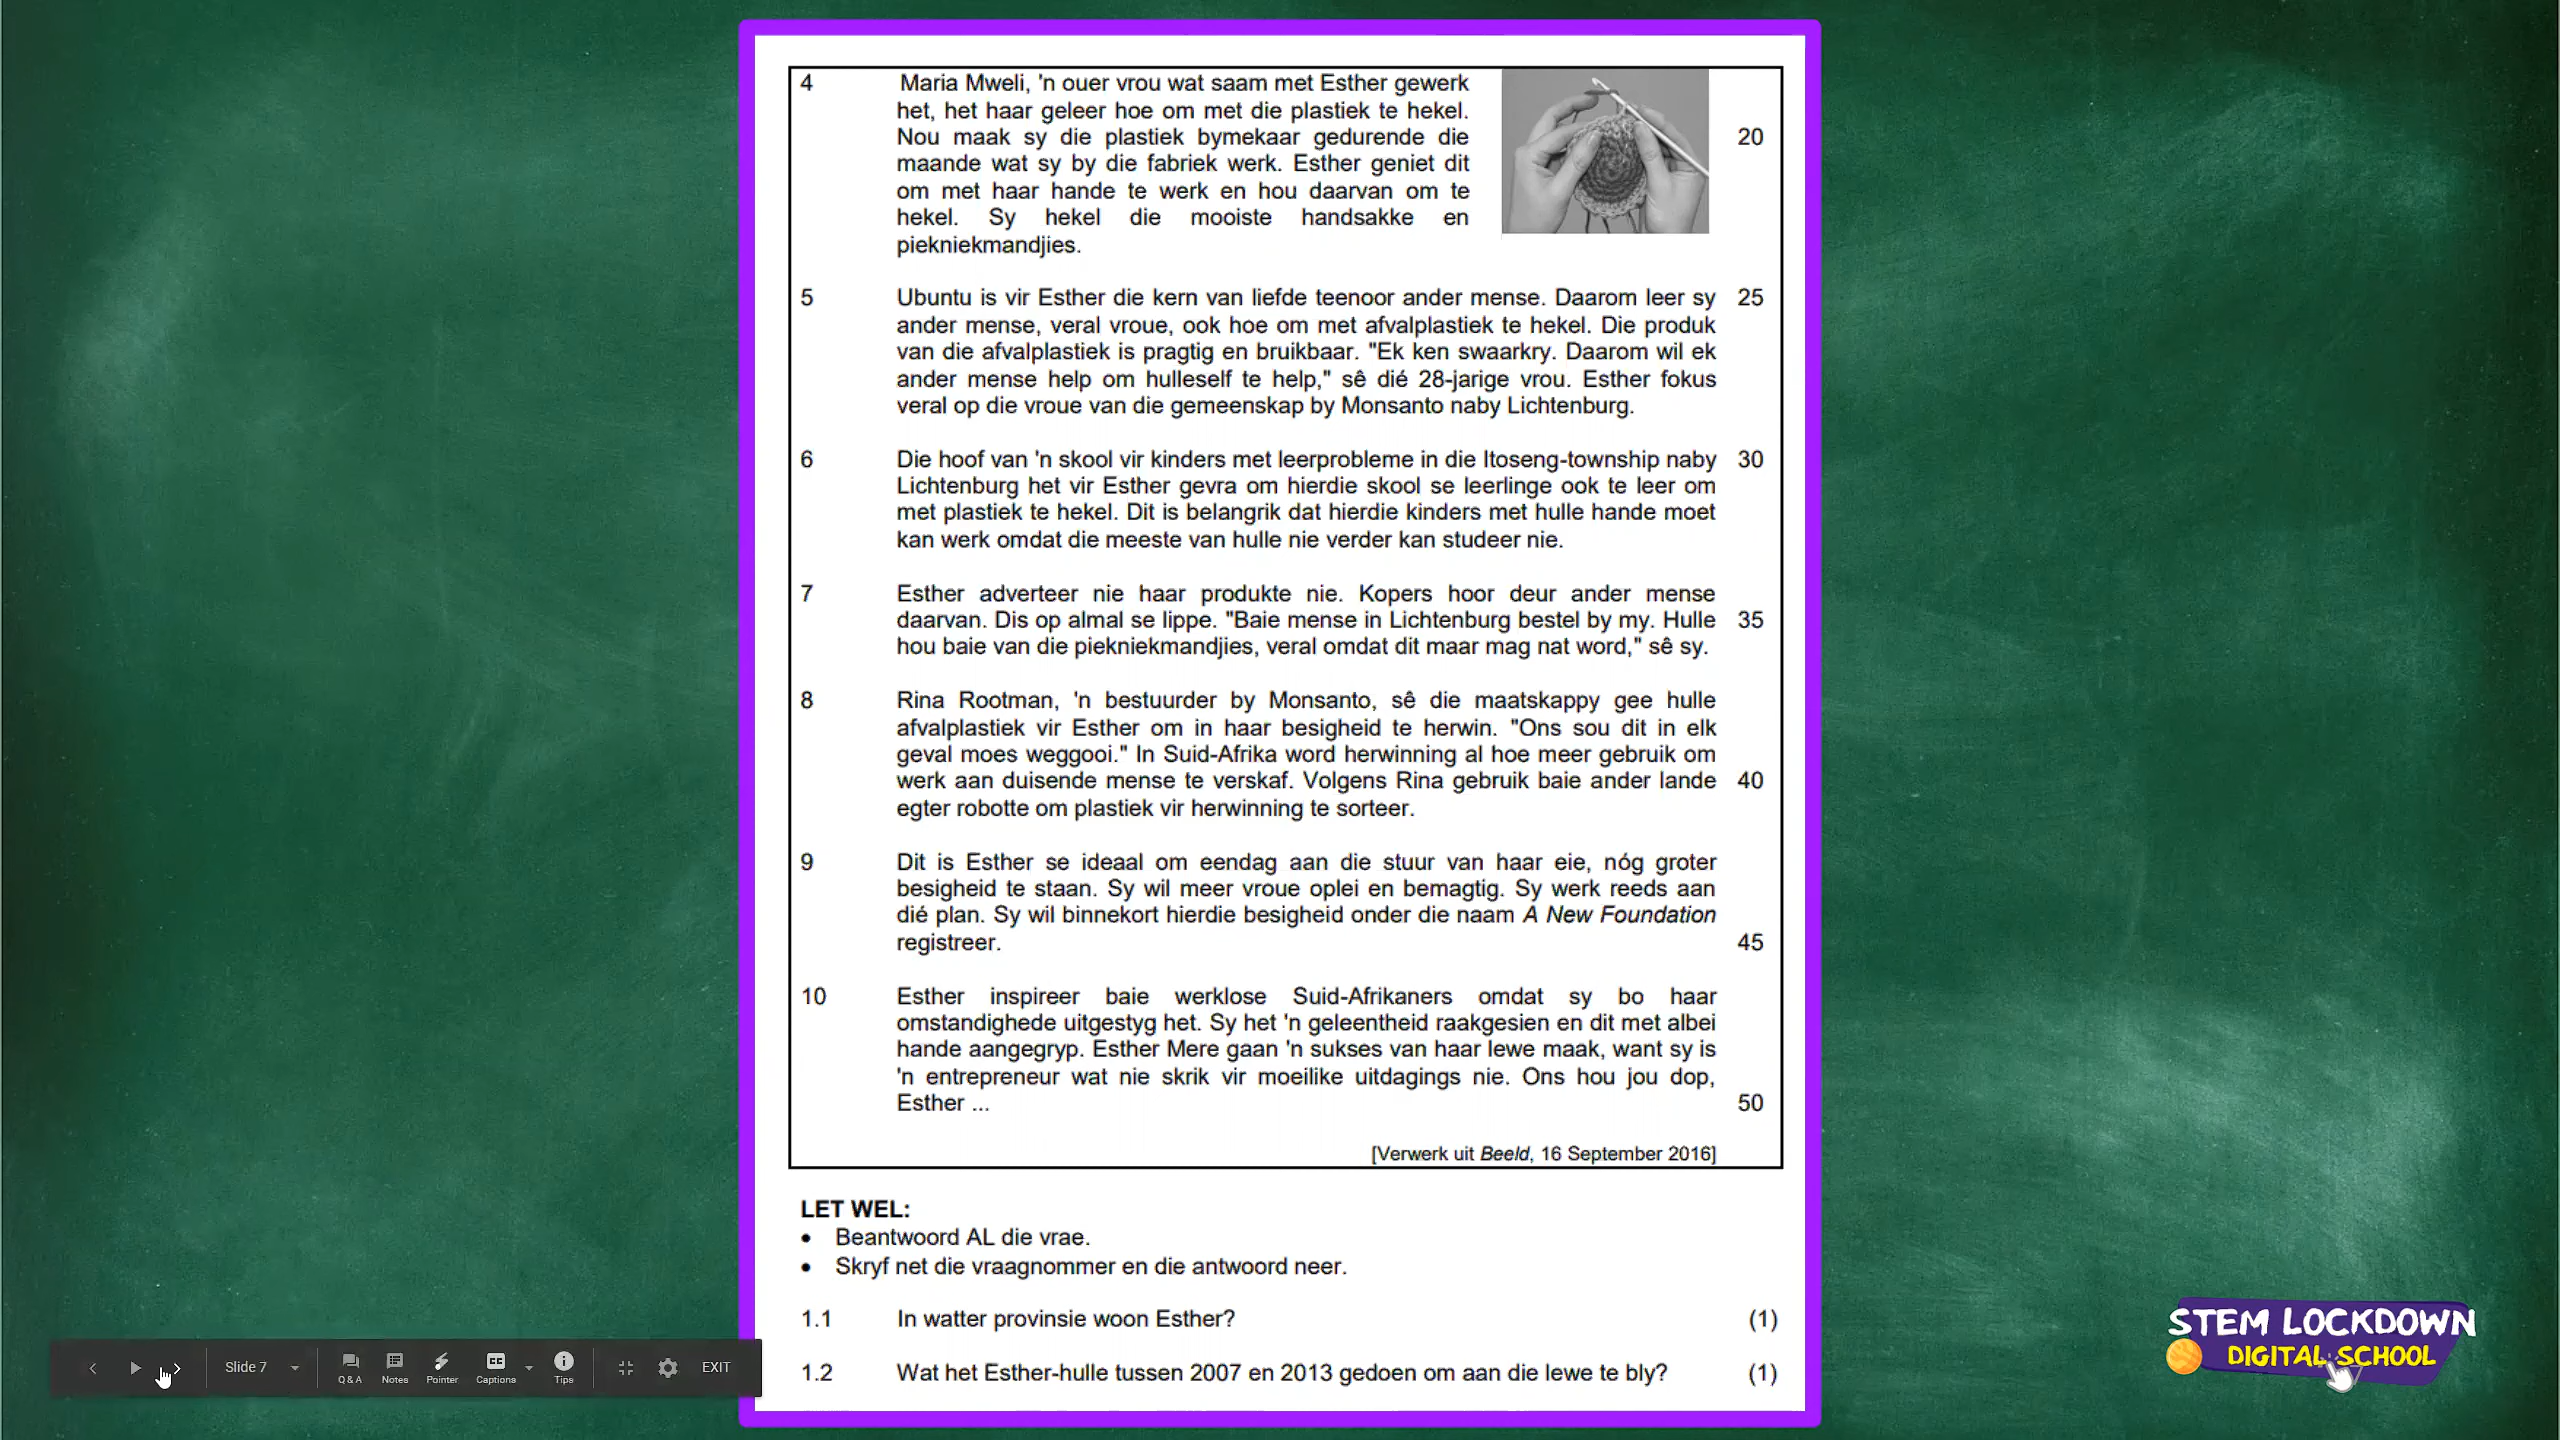 4 Maria Mweli, 'n ouer vrou wat saam met Esther gewerk
het, het haar geleer hoe om met die plastiek te hekel.
Nou maak sy die plastiek bymekaar gedurende die 20
maande wat sy by die fabriek werk. Esther geniet dit
om met haar hande te werk en hou daarvan om te
hekel. Sy hekel die mooiste handsakke en
piekniekmandjies.
5 Ubuntu is vir Esther die kern van liefde teenoor ander mense. Daarom leer sy 25
ander mense, veral vroue, ook hoe om met afvalplastiek te hekel. Die produk
van die afvalplastiek is pragtig en bruikbaar. "Ek ken swaarkry. Daarom wil ek
ander mense help om hulleself te help," sê dié 28-jarige vrou. Esther fokus
veral op die vroue van die gemeenskap by Monsanto naby Lichtenburg.
6 Die hoof van 'n skool vir kinders met leerprobleme in die Itoseng-township naby 30
Lichtenburg het vir Esther gevra om hierdie skool se leerlinge ook te leer om
met plastiek te hekel. Dit is belangrik dat hierdie kinders met hulle hande moet
kan werk omdat die meeste van hulle nie verder kan studeer nie.
7 Esther adverteer nie haar produkte nie. Kopers hoor deur ander mense
daarvan. Dis op almal se lippe. "Baie mense in Lichtenburg bestel by my. Hulle 35
hou baie van die piekniekmandjies, veral omdat dit maar mag nat word," sê sy.
8 Rina Rootman, 'n bestuurder by Monsanto, sê die maatskappy gee hulle
afvalplastiek vir Esther om in haar besigheid te herwin. "Ons sou dit in elk
geval moes weggooi." In Suid-Afrika word herwinning al hoe meer gebruik om
werk aan duisende mense te verskaf. Volgens Rina gebruik baie ander lande 40
egter robotte om plastiek vir herwinning te sorteer.
9 Dit is Esther se ideaal om eendag aan die stuur van haar eie, nóg groter
besigheid te staan. Sy wil meer vroue oplei en bemagtig. Sy werk reeds aan
dié plan. Sy wil binnekort hierdie besigheid onder die naam A New Foundation
registreer. 45
10 Esther inspireer baie werklose Suid-Afrikaners omdat sy bo haar
omstandighede uitgestyg het. Sy het 'n geleentheid raakgesien en dit met albei
hande aangegryp. Esther Mere gaan 'n sukses van haar lewe maak, want sy is
'n entrepreneur wat nie skrik vir moeilike uitdagings nie. Ons hou jou dop,
Esther ... 50
[Verwerk uit Beeld, 16 September 2016]
LET WEL:
• Beantwoord AL die vrae.
• Skryf net die vraagnommer en die antwoord neer.
1.1 In watter provinsie woon Esther? (1)
1.2 Wat het Esther-hulle tussen 2007 en 2013 gedoen om aan die lewe te bly? (1)
Slide 7 Q & A Notes Pointer CC Captions Tips EXIT
STEM LOCKDOWN
DIGITAL SCHOOL